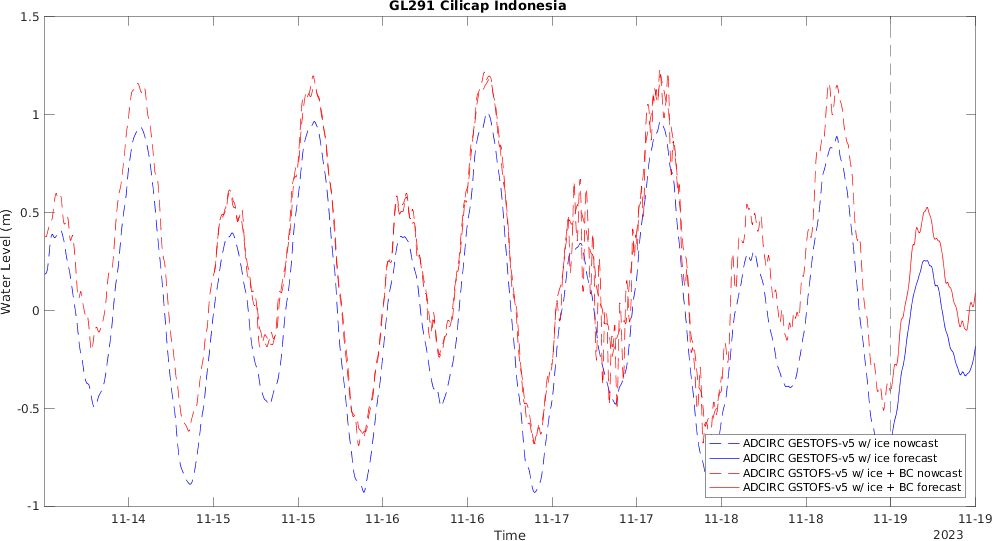 GL291 Cilicap Indonesia
1.5
1
0.5
0
-0.5
-1
Water Level (m)
ADCIRC GESTOFS-v5 w/ ice nowcast
ADCIRC GESTOFS-v5 w/ ice forecast
ADCIRC GSTOFS-v5 w/ ice + BC nowcast
ADCIRC GSTOFS-v5 w/ ice + BC forecast
11-14 11-15 11-15 11-16 11-16 11-17 11-17 11-18 11-18 11-19 11-19
Time
2023